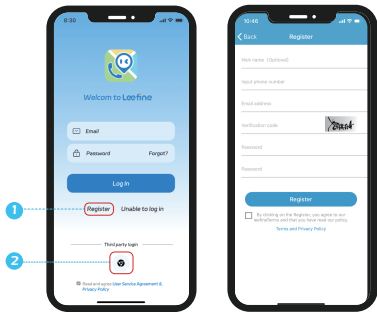 8:30
Welcom to Leefine
Email
Password Forgot?
Log In
1
Register Unable to log in
Third party login
2
Read and agree User Service Agreement &
Privacy Policy
10:46
Back Register
Nick name (Optional)
Input phone number
Email address
Verification code
Password
Password
Register
By clicking on the Register, you agree to our
and that you have read our policy.
Terms and Privacy Policy